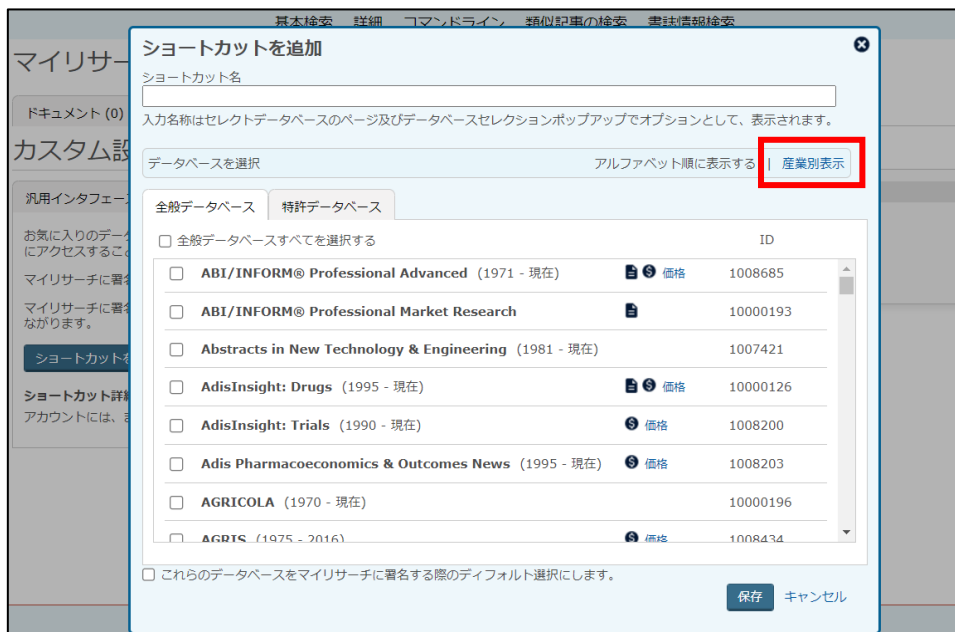 基本検索 詳細 コマンドライン 類似記事の検索 書誌情報検索
マイリサー
ドキュメント (0)
カスタム設
汎用インタフェー
お気に入りのデータ
にアクセスするこ
マイリサーチに署名
マイリサーチに署名
ながります。
ショートカットを
ショートカット詳細
アカウントには、ま
ショートカットを追加
ショートカット名
入力名称はセレクトデータベースのページ及びデータベースセレクションポップアップでオプションとして、表示されます。
データベースを選択 アルファベット順に表示する | 産業別表示
全般データベース 特許データベース
全般データベースすべてを選択する ID
ABI/INFORM® Professional Advanced (1971 - 現在) 価格 1008685
ABI/INFORM® Professional Market Research 10000193
Abstracts in New Technology & Engineering (1981 - 現在) 1007421
AdisInsight: Drugs (1995 - 現在) 価格 10000126
AdisInsight: Trials (1990 - 現在) 価格 1008200
Adis Pharmacoeconomics & Outcomes News (1995 - 現在) 価格 1008203
AGRICOLA (1970 - 現在) 10000196
AGRIS (1975 - 2016) 価格 1008434
これらのデータベースをマイリサーチに署名する際のディフォルト選択にします。
保存 キャンセル